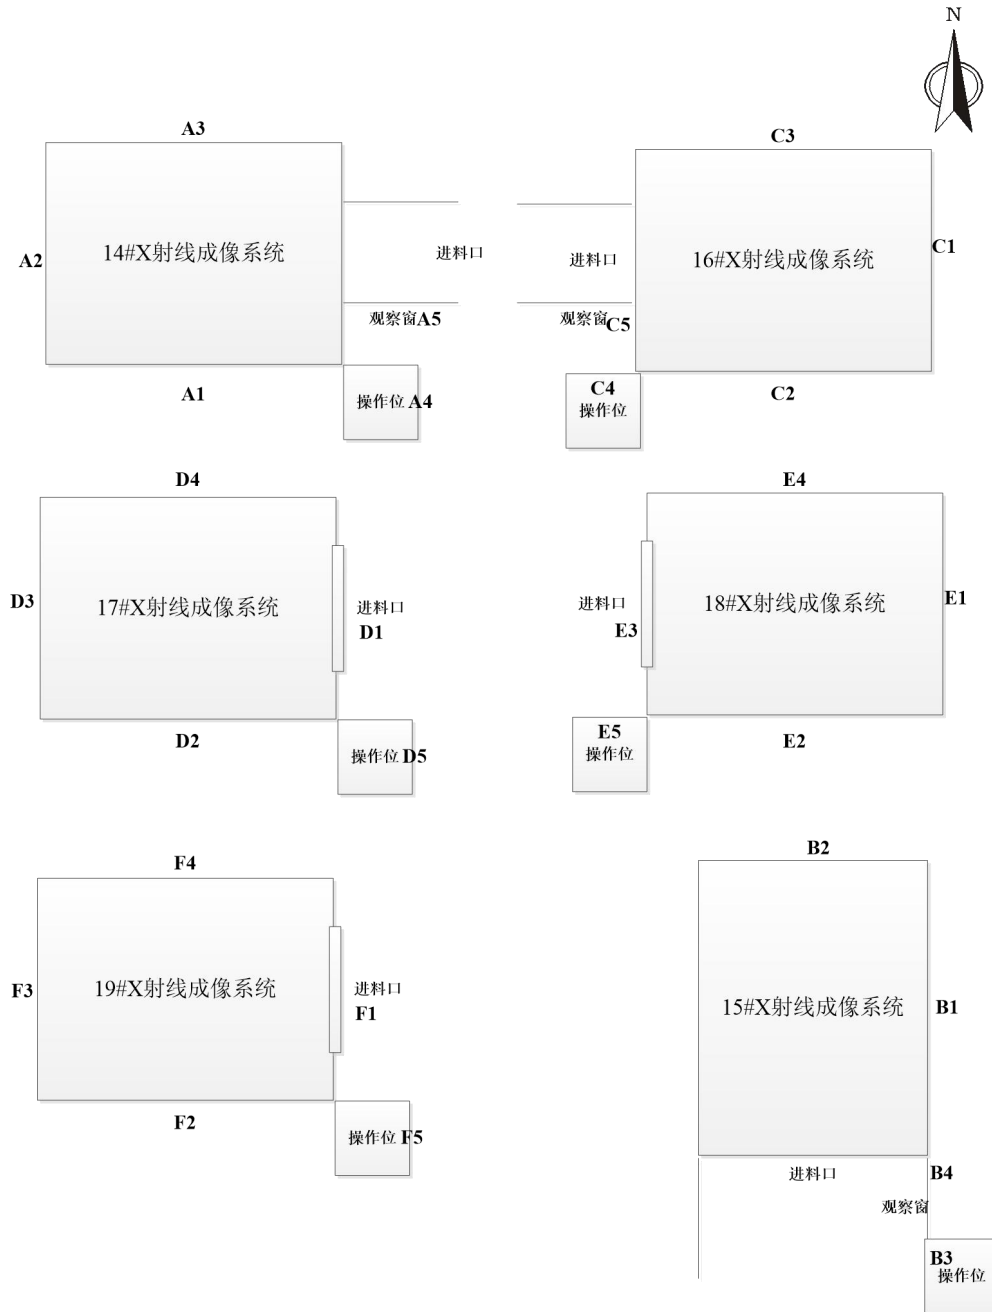 N
A3
C3
A2
14#X射线成像系统
进料口
进料口
16#X射线成像系统
C1
观察窗A5
观察窗C5
A1
操作位 A4
C4
操作位
C2
D4
E4
D3
17#X射线成像系统
进料口
D1
进料口
E3
18#X射线成像系统
E1
D2
操作位 D5
E5
操作位
E2
F4
B2
F3
19#X射线成像系统
进料口
F1
15#X射线成像系统
B1
F2
操作位 F5
进料口
B4
观察窗
B3
操作位